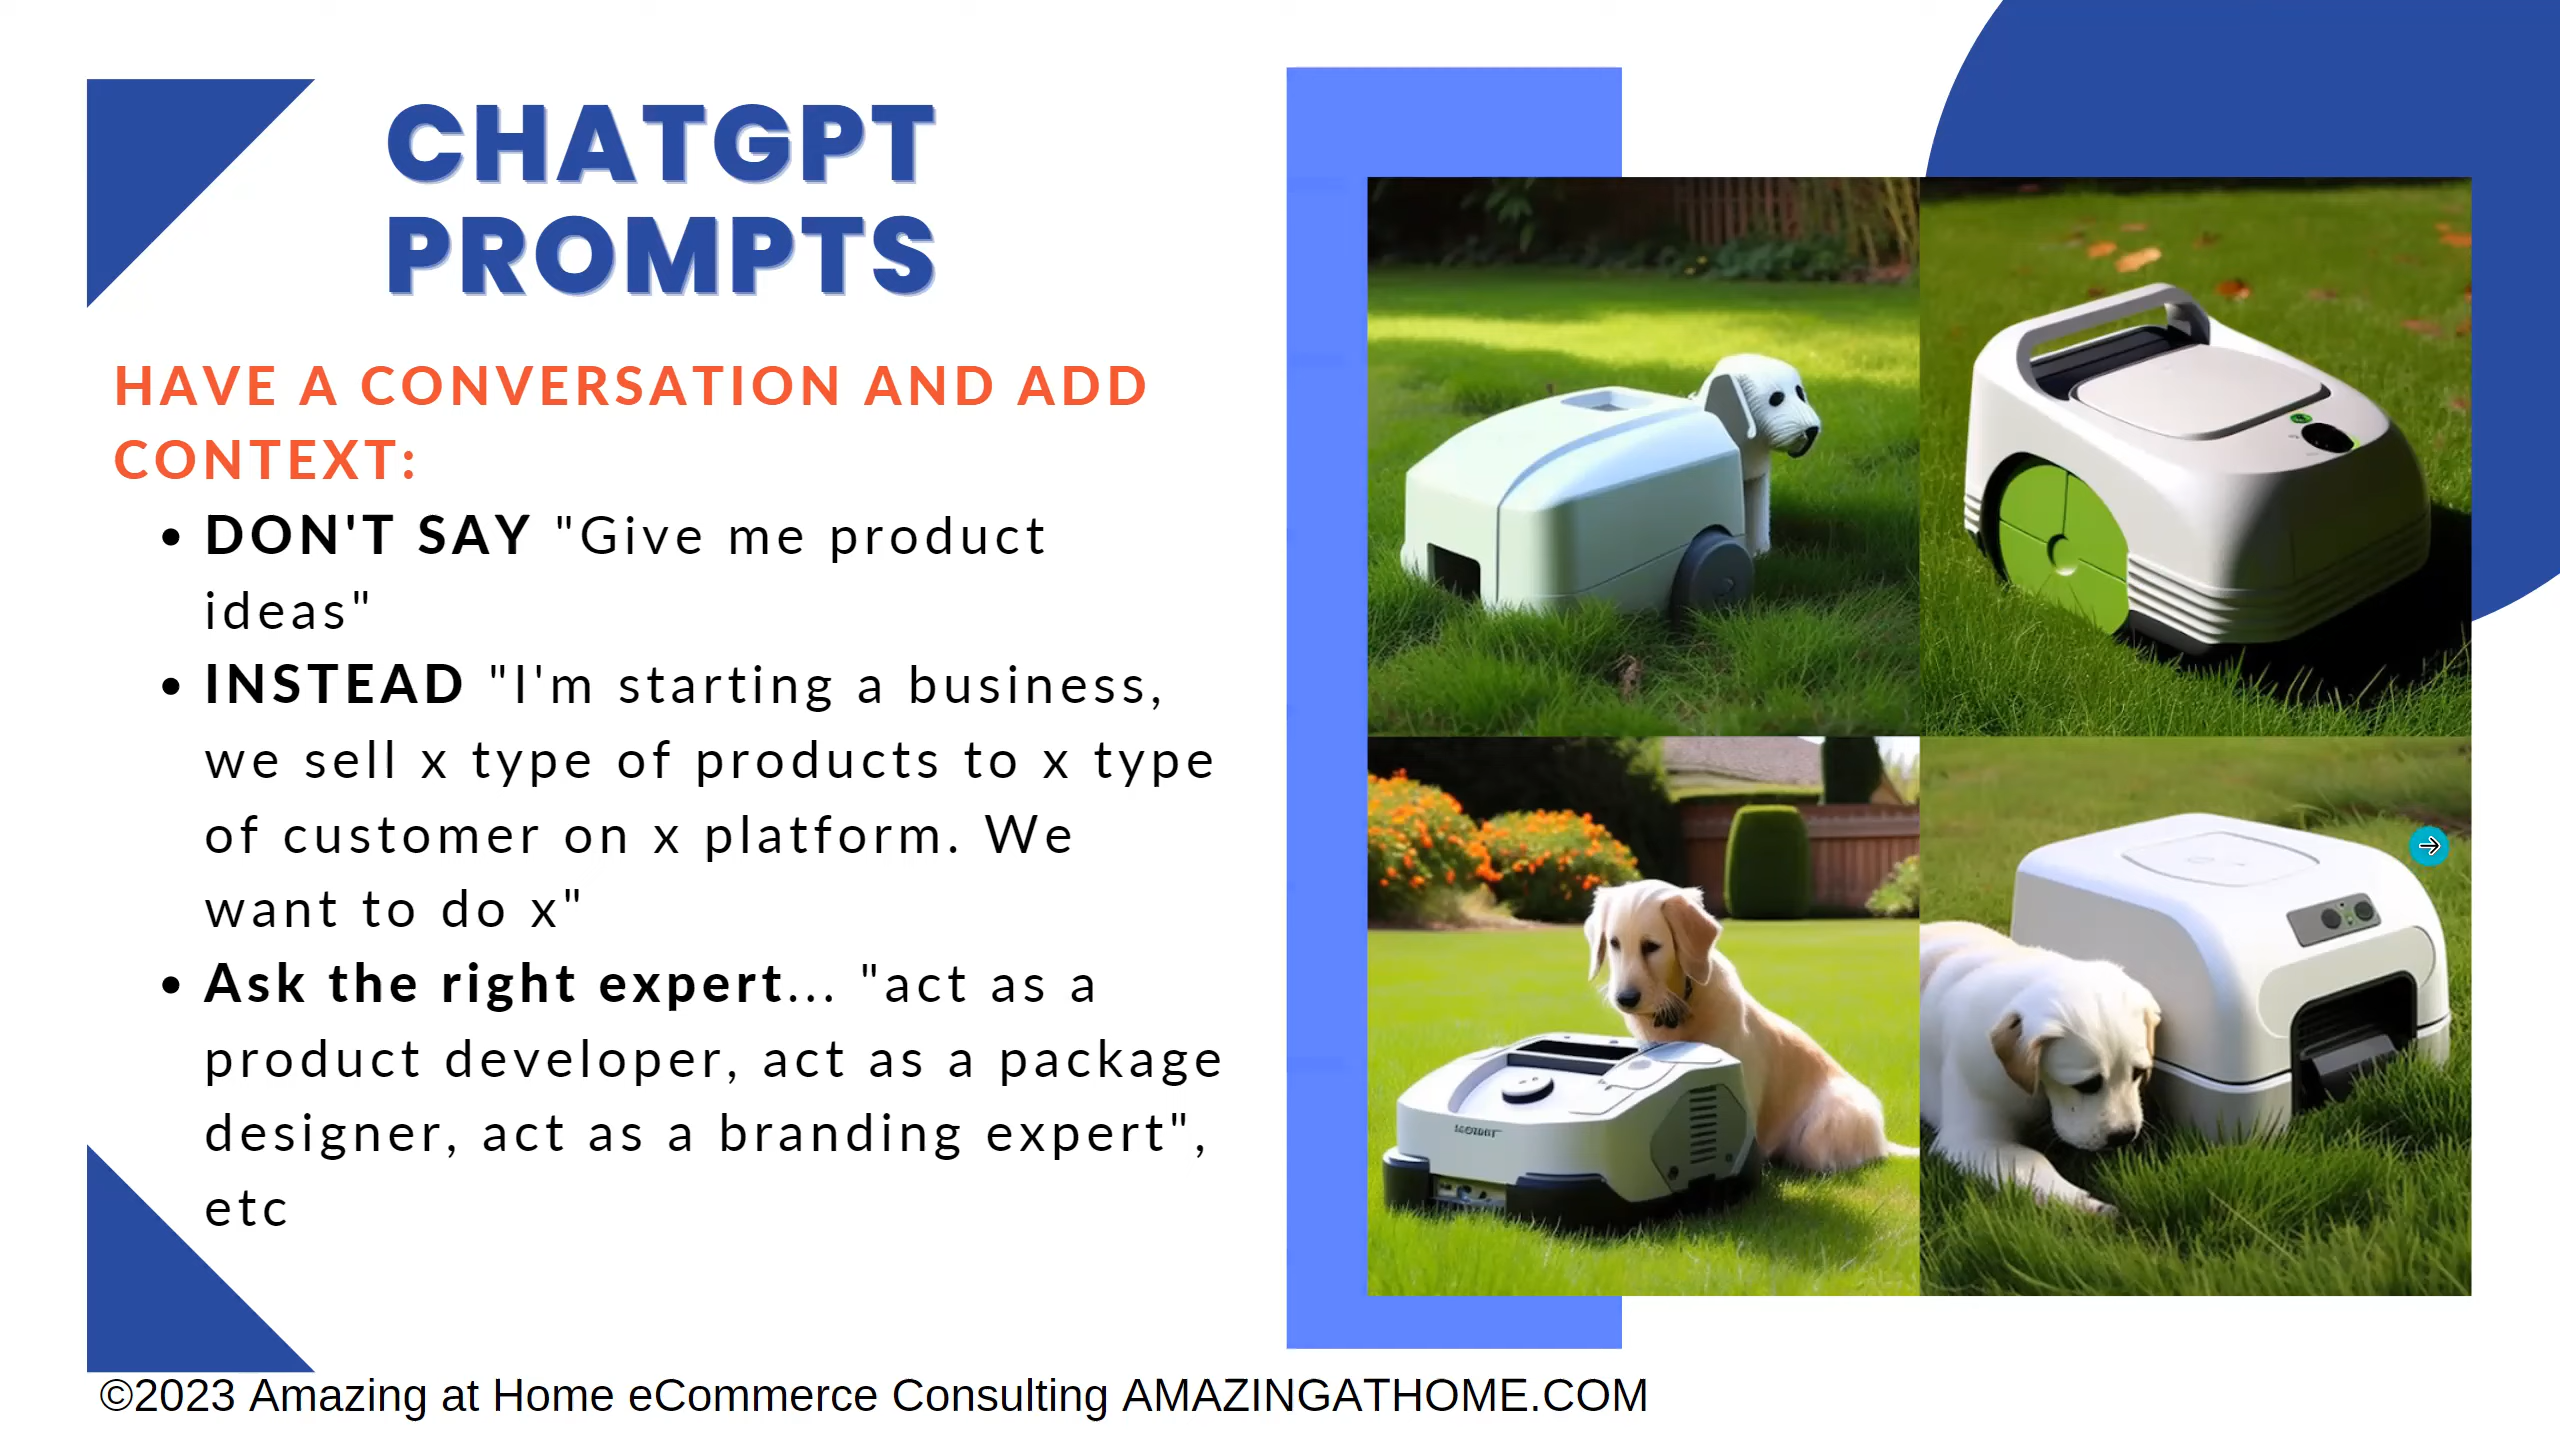 CHATGPT
PROMPTS
HAVE A CONVERSATION AND ADD
CONTEXT:
• DON'T SAY "Give me product
ideas"
• INSTEAD "I'm starting a business,
we sell x type of products to x type
of customer on x platform. We
want to do x"
• Ask the right expert... "act as a
product developer, act as a package
designer, act as a branding expert",
etc
©2023 Amazing at Home eCommerce Consulting AMAZINGATHOME.COM